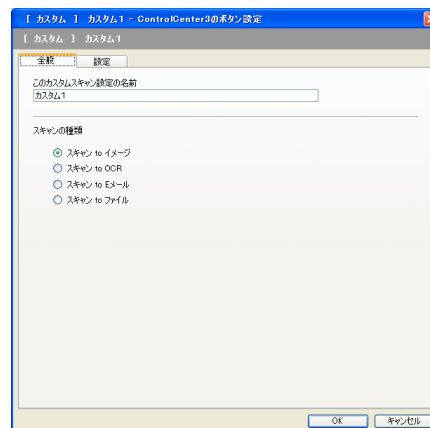 [ カスタム ] カスタム1 - ControlCenter3のボタン設定
[ カスタム ] カスタム1
全般 設定
このカスタムスキャン設定の名前
カスタム1
スキャンの種類
スキャン to イメージ
スキャン to OCR
スキャン to Eメール
スキャン to ファイル
OK キャンセル